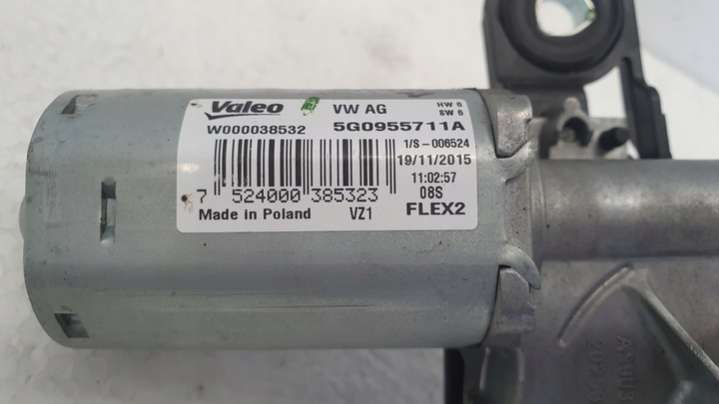 Valeo VW AG HW 6
SW 6
W000038532 5G0955711A
1/S-006524
19/11/2015
11:02:57
7 524000 385323 08S
Made in Poland VZ1 FLEX2